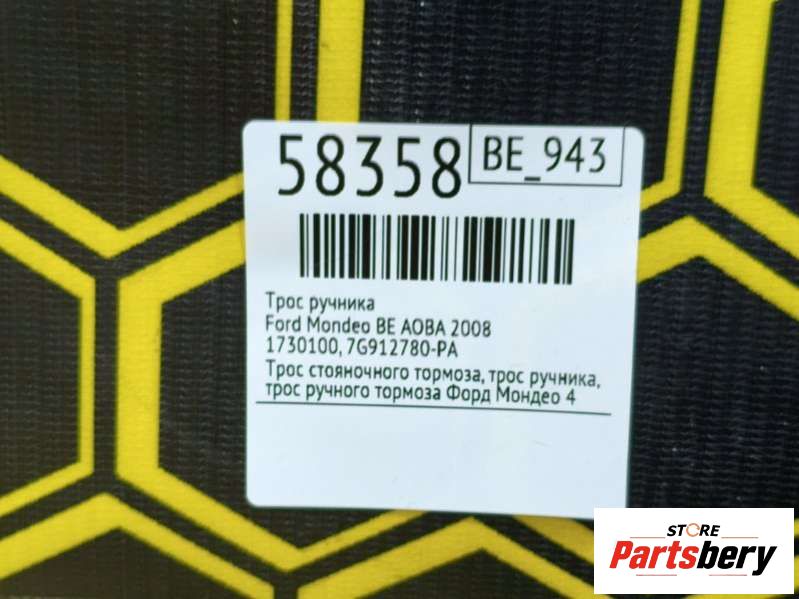 58358
BE_943
Трос ручника
Ford Mondeo BE AOBA 2008
1730100, 7G912780-PA
Трос стояночного тормоза, трос ручника,
трос ручного тормоза Форд Мондео 4
STORE
Partsbery